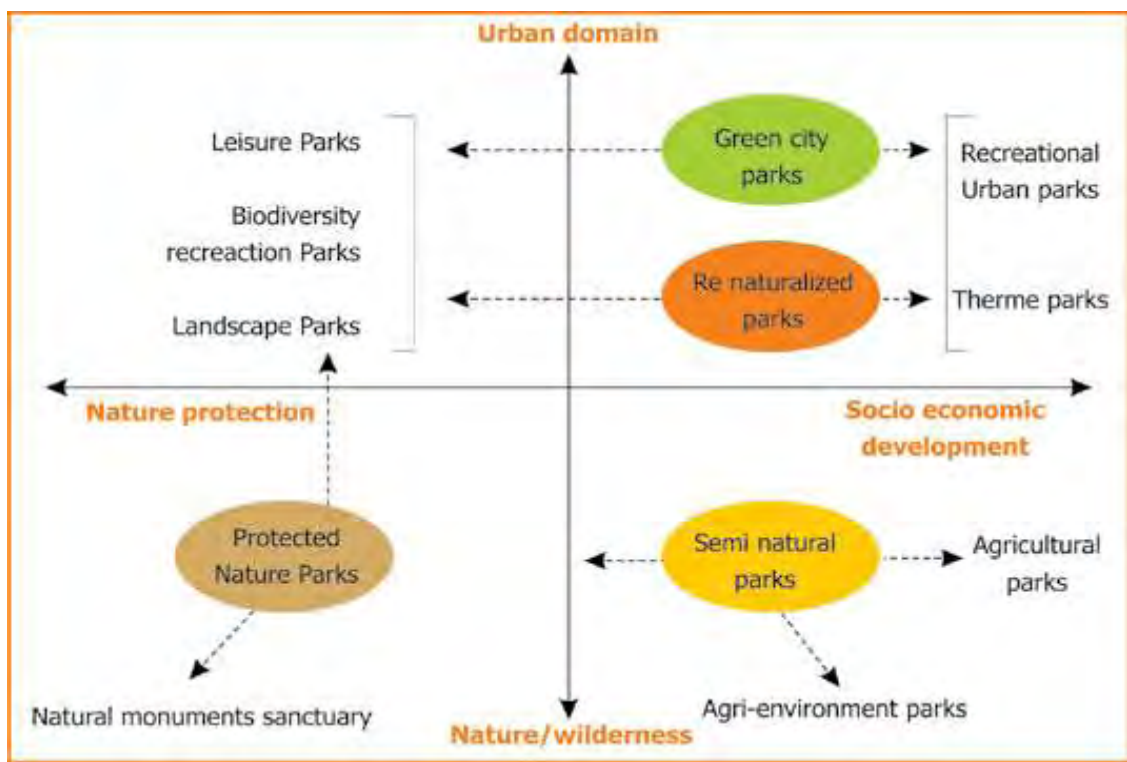 Urban domain
Leisure Parks
Biodiversity
recreaction Parks
Landscape Parks
Green city
parks
Recreational
Urban parks
Re naturalized
parks
Therme parks
Nature protection
Socio economic
development
Protected
Nature Parks
Semi natural
parks
Agricultural
parks
Natural monuments sanctuary
Agri-environment parks
Nature/wilderness